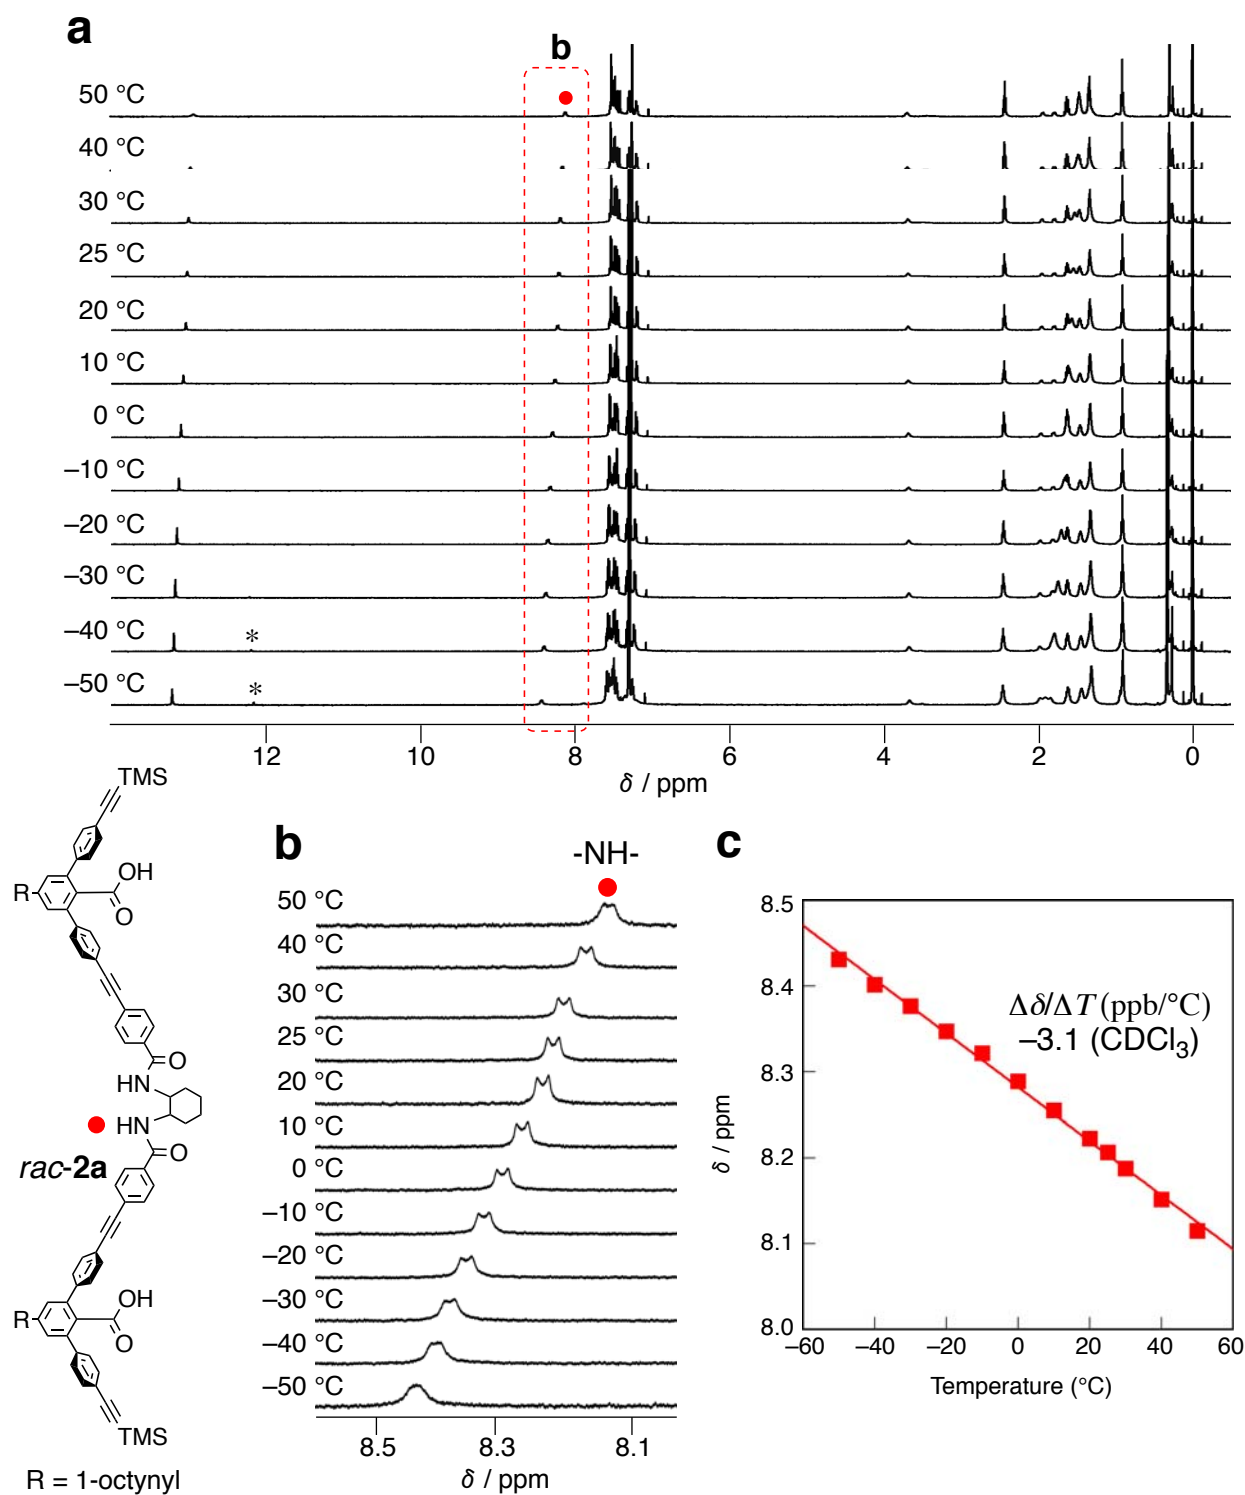 a
b
50 °C
40 °C
30 °C
25 °C
20 °C
10 °C
0 °C
–10 °C
–20 °C
–30 °C
–40 °C
*
–50 °C
*
12 10 8 6 4 2 0
δ / ppm
TMS
R
OH
O
O
HN
HN
O
rac-2a
R
OH
O
TMS
R = 1-octynyl
b
-NH-
50 °C
40 °C
30 °C
25 °C
20 °C
10 °C
0 °C
–10 °C
–20 °C
–30 °C
–40 °C
–50 °C
8.5 8.3 8.1
δ / ppm
c
8.5
8.4
8.3
8.2
8.1
8.0
δ / ppm
Δδ/ΔT (ppb/°C)
–3.1 (CDCl₃)
–60 –40 –20 0 20 40 60
Temperature (°C)